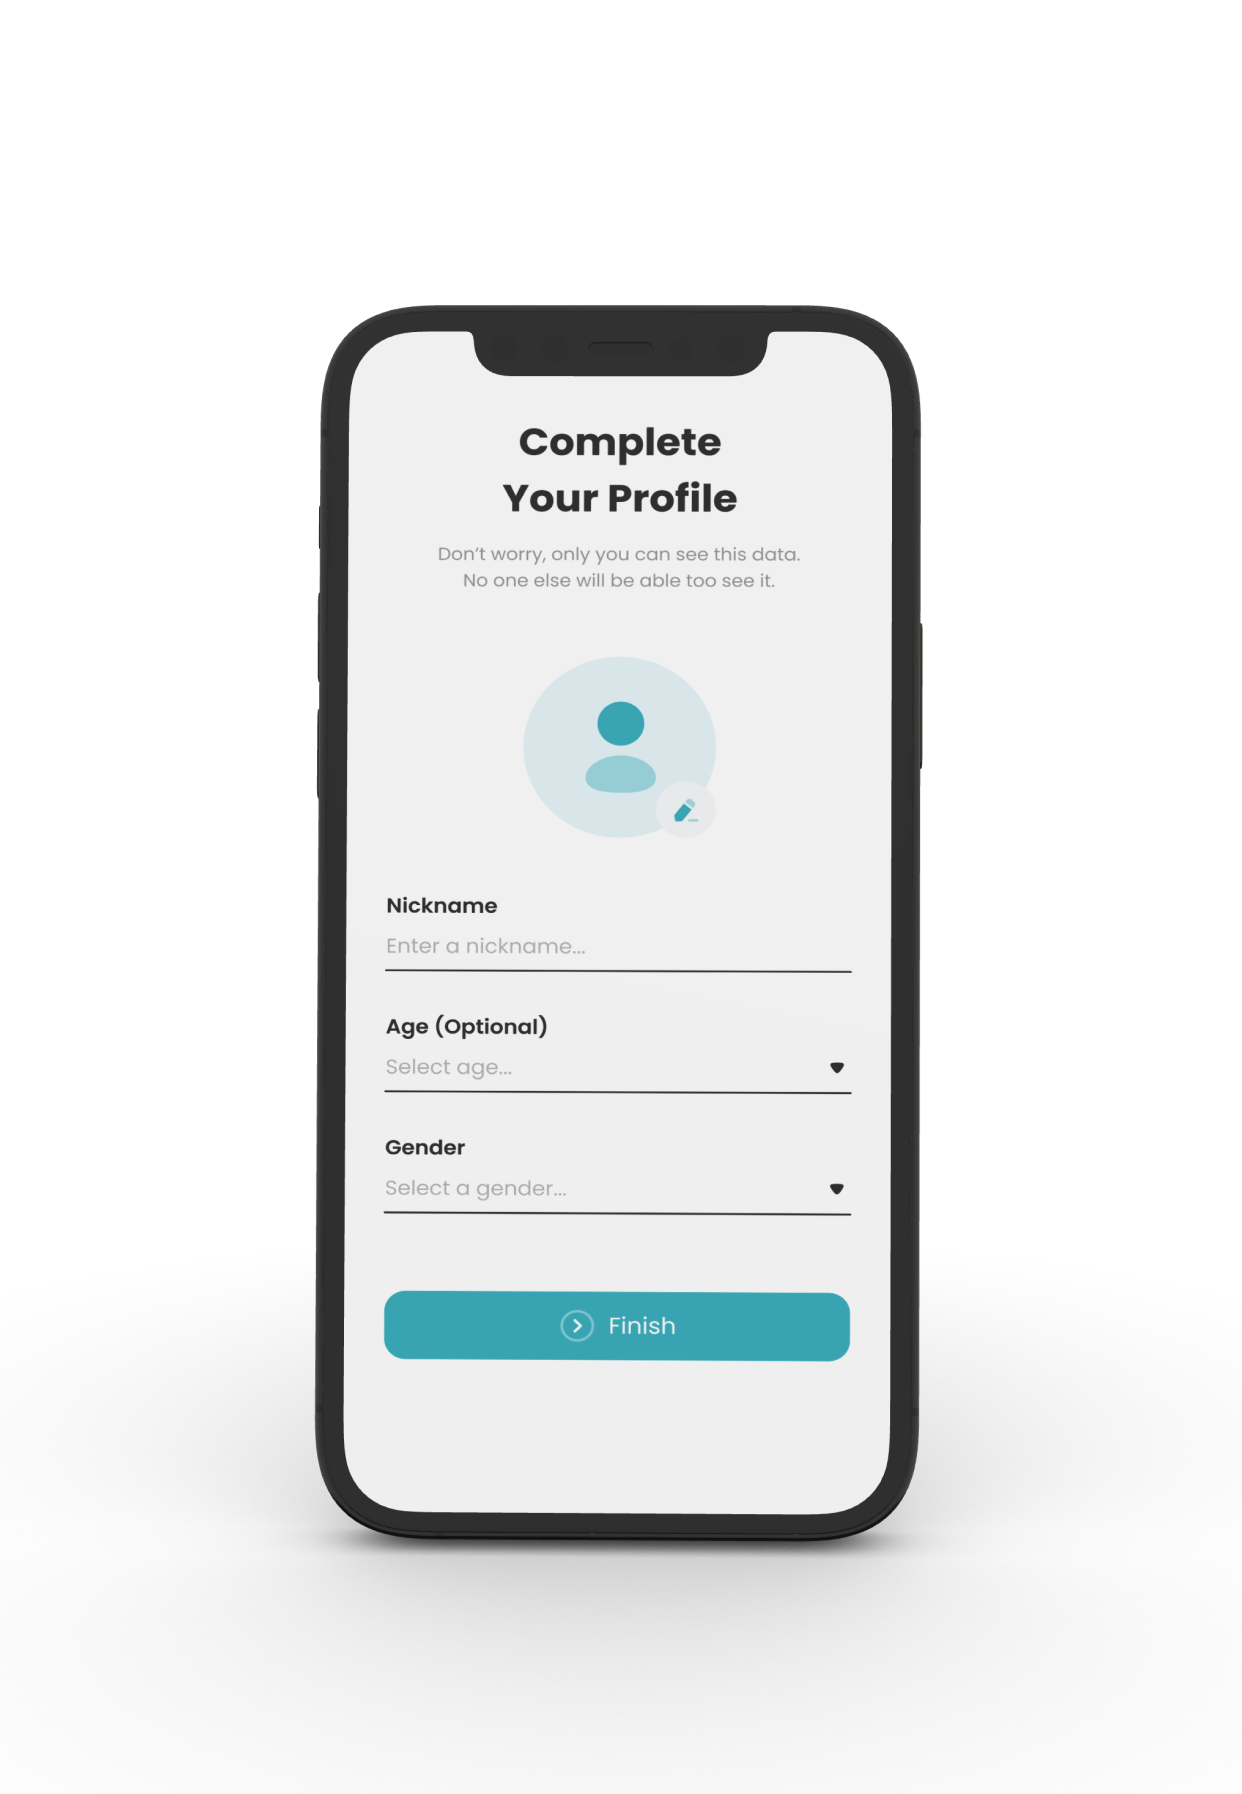 Complete
Your Profile
Don't worry, only you can see this data.
No one else will be able too see it.
Nickname
Enter a nickname...
Age (Optional)
Select age...
Gender
Select a gender...
Finish